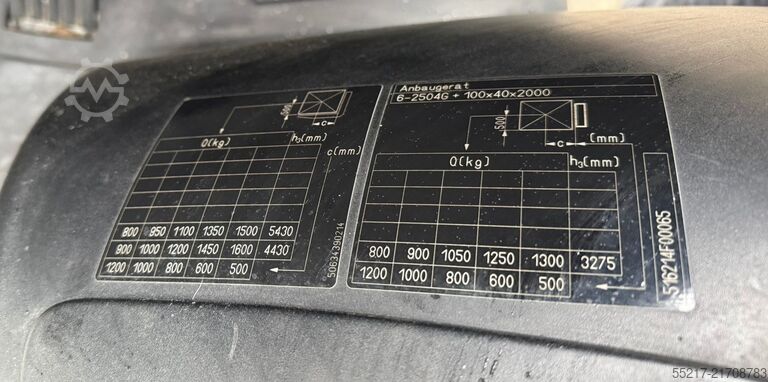 500
c
Q(kg) h₃(mm)
c(mm)
800 950 1100 1350 1500 5430
900 1000 1200 1450 1600 4430
1200 1000 800 600 500
50634390214
Anbaugerät
6-2504G + 100x40x2000
500
c (mm)
Q(kg) h₃(mm)
800 900 1050 1250 1300 3275
1200 1000 800 600 500
516214F00065
55217-21708783